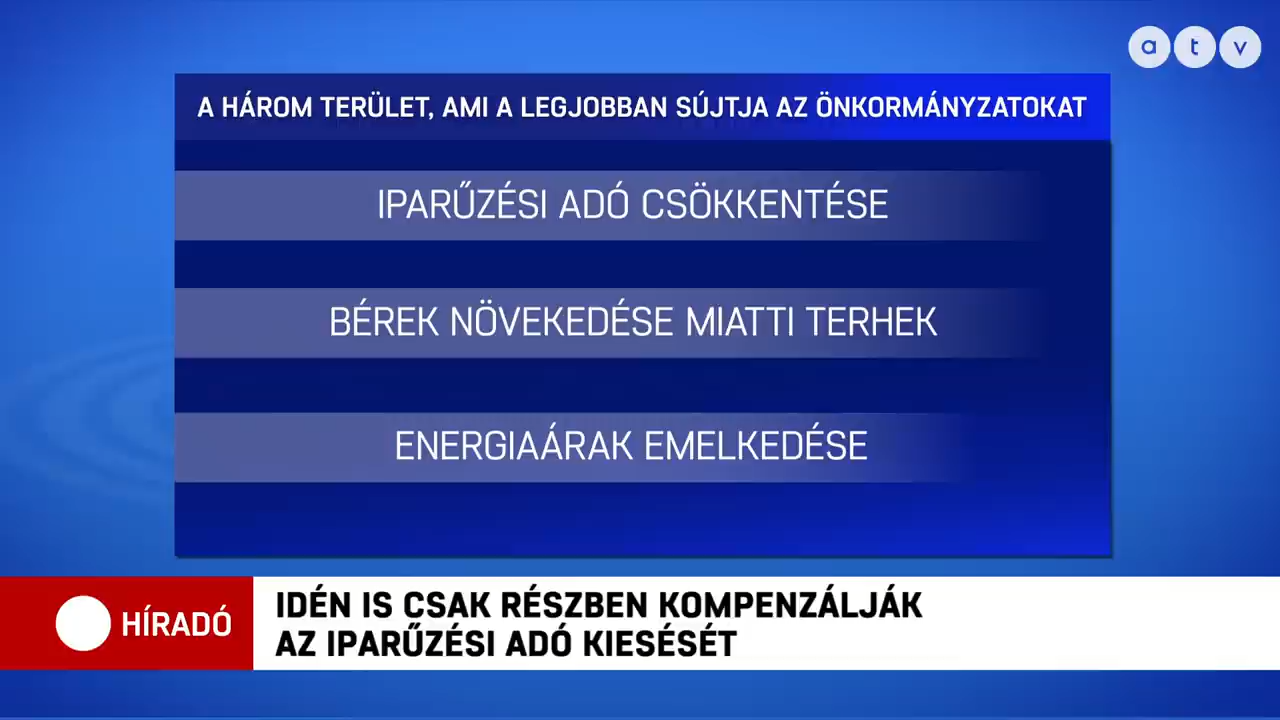 atv
A HÁROM TERÜLET, AMI A LEGJOBBAN SÚJTJA AZ ÖNKORMÁNYZATOKAT
IPARŰZÉSI ADÓ CSÖKKENTÉSE
BÉREK NÖVEKEDÉSE MIATTI TERHEK
ENERGIAÁRAK EMELKEDÉSE
HÍRADÓ
IDÉN IS CSAK RÉSZBEN KOMPENZÁLJÁK
AZ IPARŰZÉSI ADÓ KIESÉSÉT